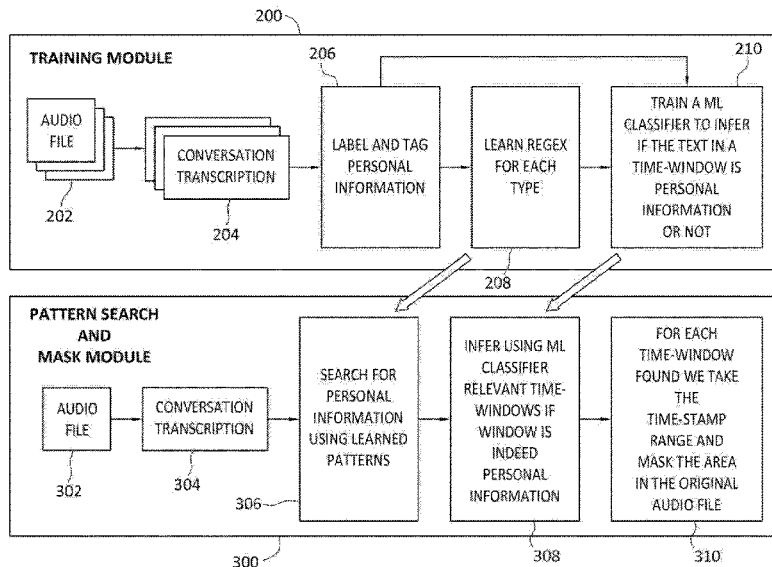 200
TRAINING MODULE
206
210
AUDIO
FILE
202
CONVERSATION
TRANSCRIPTION
204
LABEL AND TAG
PERSONAL
INFORMATION
LEARN REGEX
FOR EACH
TYPE
208
TRAIN A ML
CLASSIFIER TO INFER
IF THE TEXT IN A
TIME-WINDOW IS
PERSONAL
INFORMATION
OR NOT
PATTERN SEARCH
AND
MASK MODULE
AUDIO
FILE
302
CONVERSATION
TRANSCRIPTION
304
SEARCH FOR
PERSONAL
INFORMATION
USING LEARNED
PATTERNS
306
INFER USING ML
CLASSIFIER
RELEVANT TIME-
WINDOWS IF
WINDOW IS
INDEED
PERSONAL
INFORMATION
308
FOR EACH
TIME-WINDOW
FOUND WE TAKE
THE
TIME-STAMP
RANGE AND
MASK THE AREA
IN THE ORIGINAL
AUDIO FILE
310
300